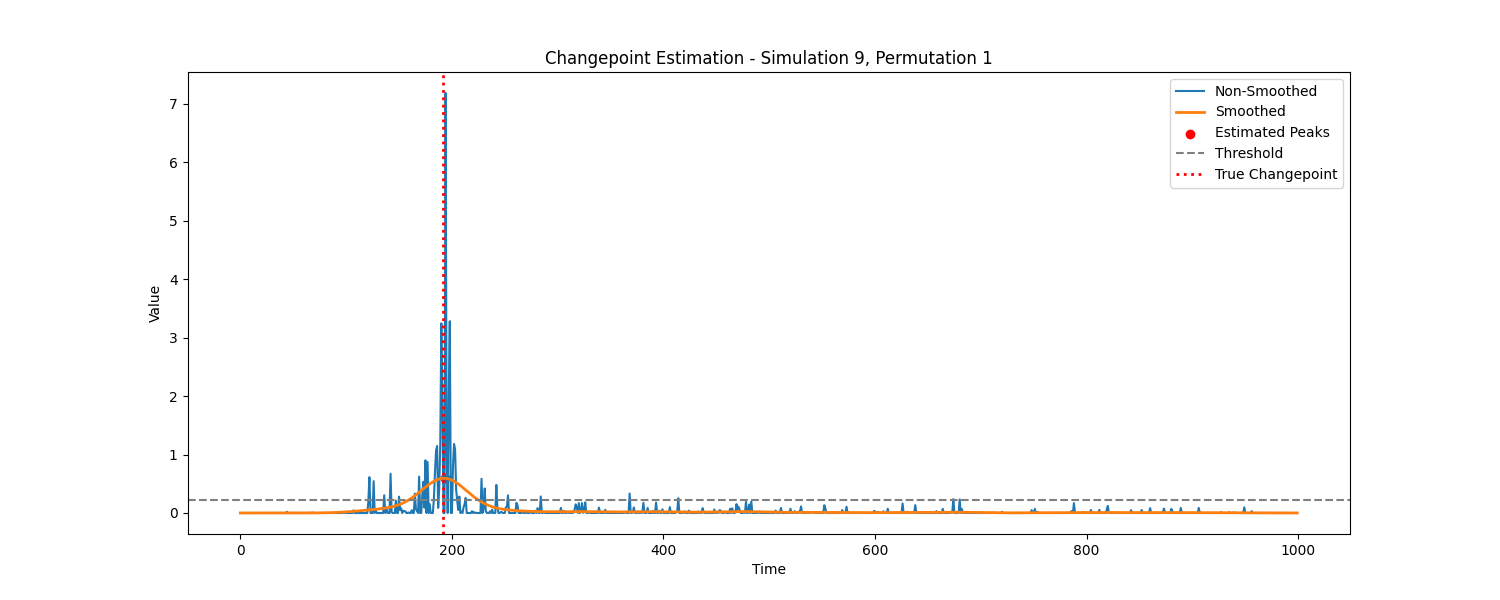 Changepoint Estimation - Simulation 9, Permutation 1
Non-Smoothed
Smoothed
Estimated Peaks
Threshold
True Changepoint
7
6
5
4
3
2
1
0
Value
0 200 400 600 800 1000
Time